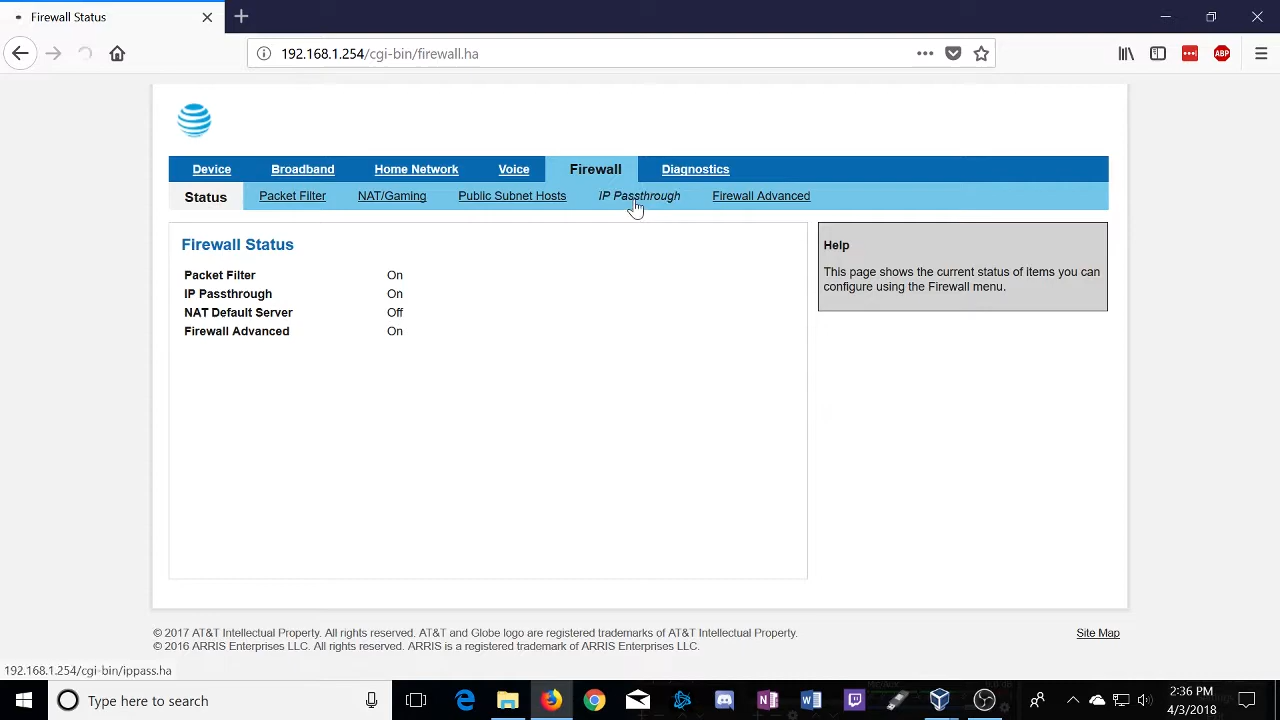 Firewall Status
192.168.1.254/cgi-bin/firewall.ha
ABP
Device
Broadband
Home Network
Voice
Firewall
Diagnostics
Status
Packet Filter
NAT/Gaming
Public Subnet Hosts
IP Passthrough
Firewall Advanced
Firewall Status
Packet Filter On
IP Passthrough On
NAT Default Server Off
Firewall Advanced On
Help
This page shows the current status of items you can
configure using the Firewall menu.
© 2017 AT&T Intellectual Property. All rights reserved. AT&T and Globe logo are registered trademarks of AT&T Intellectual Property.
© 2016 ARRIS Enterprises LLC. All rights reserved. ARRIS is a registered trademark of ARRIS Enterprises LLC.
Site Map
192.168.1.254/cgi-bin/ippass.ha
Type here to search
2:36 PM
4/3/2018